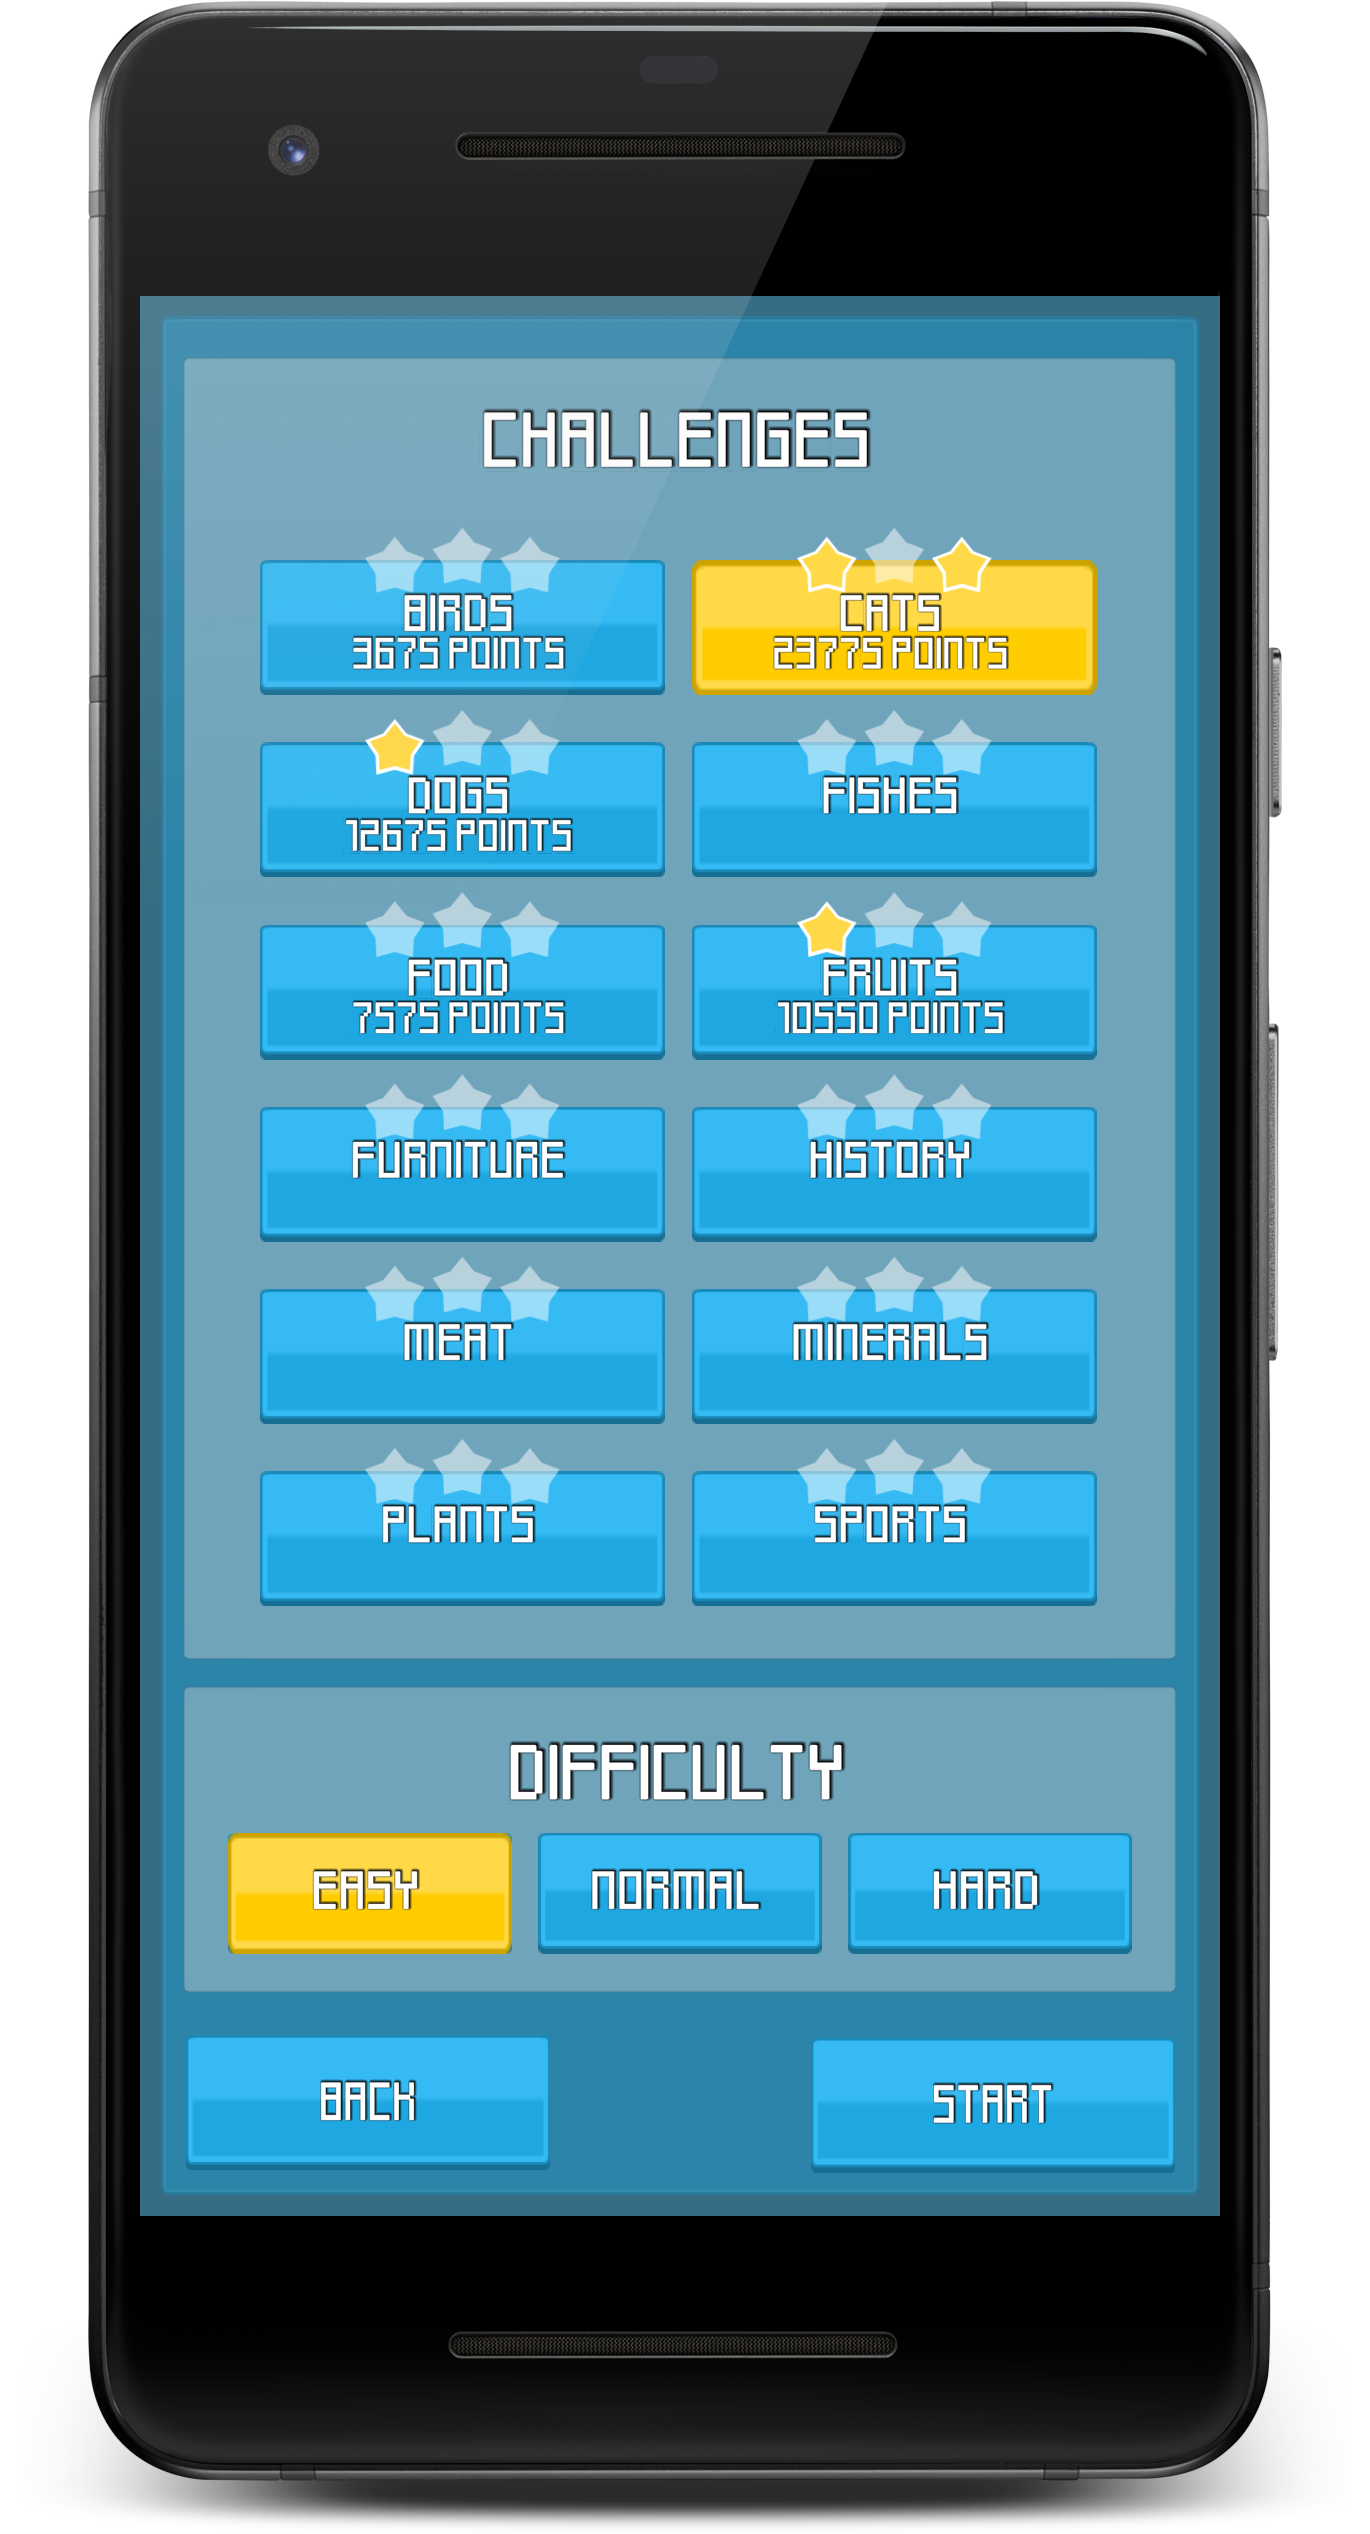 CHALLENGES
BIRDS
3675 POINTS
CATS
23775 POINTS
DOGS
12675 POINTS
FISHES
FOOD
7575 POINTS
FRUITS
10550 POINTS
FURNITURE
HISTORY
MEAT
MINERALS
PLANTS
SPORTS
DIFFICULTY
EASY
NORMAL
HARD
BACK
START